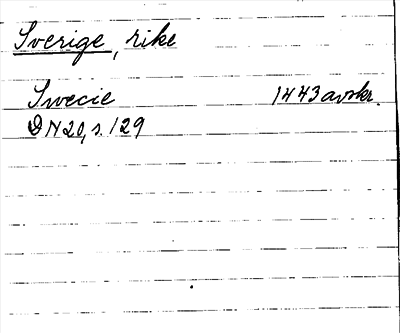 Sverige, rike
Swecie 1443 avskr.
DN 20, s. 129